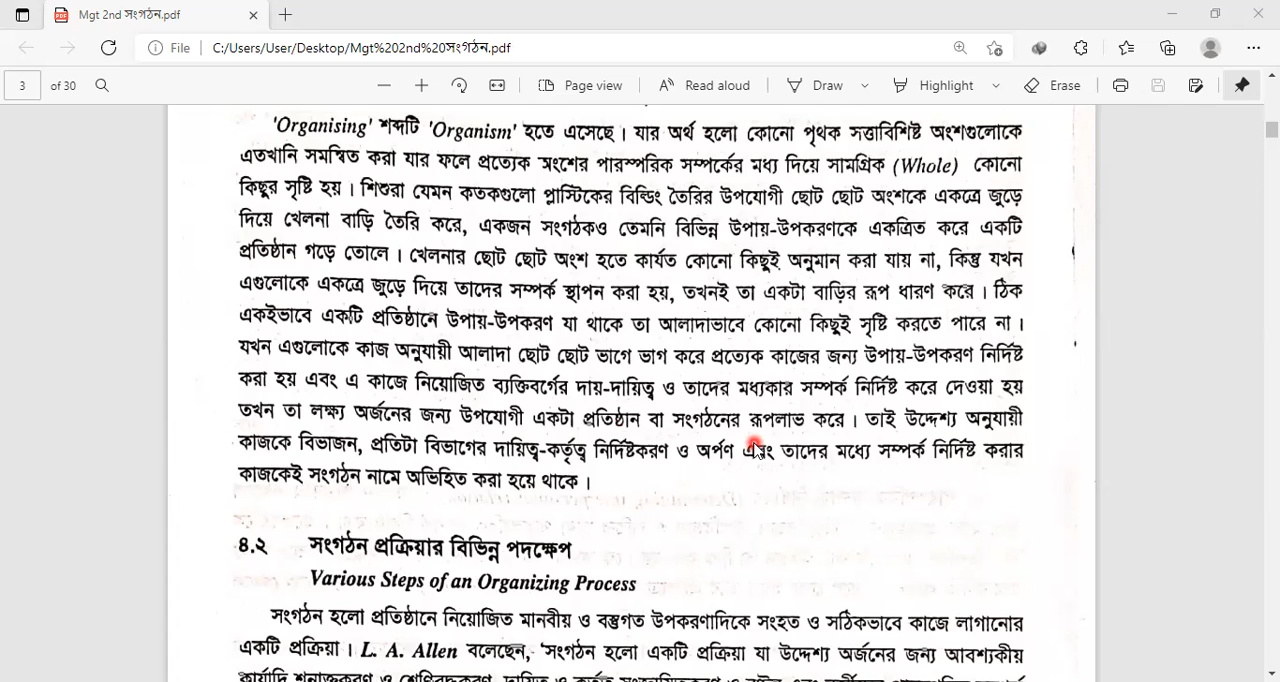 Mgt 2nd সংগঠন.pdf
File C:/Users/User/Desktop/Mgt%202nd%20সংগঠন.pdf
3 of 30 Page view Read aloud Draw Highlight Erase
'Organising' শব্দটি 'Organism' হতে এসেছে। যার অর্থ হলো কোনো পৃথক সত্তাবিশিষ্ট অংশগুলোকে
এতখানি সমন্বিত করা যার ফলে প্রত্যেক অংশের পারস্পরিক সম্পর্কের মধ্য দিয়ে সামগ্রিক (Whole) কোনো
কিছুর সৃষ্টি হয়। শিশুরা যেমন কতকগুলো প্লাস্টিকের বিল্ডিং তৈরির উপযোগী ছোট ছোট অংশকে একত্রে জুড়ে
দিয়ে খেলনা বাড়ি তৈরি করে, একজন সংগঠকও তেমনি বিভিন্ন উপায়-উপকরণকে একত্রিত করে একটি
প্রতিষ্ঠান গড়ে তোলে। খেলনার ছোট ছোট অংশ হতে কার্যত কোনো কিছুই অনুমান করা যায় না, কিন্তু যখন
এগুলোকে একত্রে জুড়ে দিয়ে তাদের সম্পর্ক স্থাপন করা হয়, তখনই তা একটা বাড়ির রূপ ধারণ করে। ঠিক
একইভাবে একটি প্রতিষ্ঠানে উপায়-উপকরণ যা থাকে তা আলাদাভাবে কোনো কিছুই সৃষ্টি করতে পারে না।
যখন এগুলোকে কাজ অনুযায়ী আলাদা ছোট ছোট ভাগে ভাগ করে প্রত্যেক কাজের জন্য উপায়-উপকরণ নির্দিষ্ট
করা হয় এবং এ কাজে নিয়োজিত ব্যক্তিবর্গের দায়-দায়িত্ব ও তাদের মধ্যকার সম্পর্ক নির্দিষ্ট করে দেওয়া হয়
তখন তা লক্ষ্য অর্জনের জন্য উপযোগী একটা প্রতিষ্ঠান বা সংগঠনের রূপলাভ করে। তাই উদ্দেশ্য অনুযায়ী
কাজকে বিভাজন, প্রতিটা বিভাগের দায়িত্ব-কর্তৃত্ব নির্দিষ্টকরণ ও অর্পণ এবং তাদের মধ্যে সম্পর্ক নির্দিষ্ট করার
কাজকেই সংগঠন নামে অভিহিত করা হয়ে থাকে।
৪.২ সংগঠন প্রক্রিয়ার বিভিন্ন পদক্ষেপ
Various Steps of an Organizing Process
সংগঠন হলো প্রতিষ্ঠানে নিয়োজিত মানবীয় ও বস্তুগত উপকরণাদিকে সংহত ও সঠিকভাবে কাজে লাগানোর
একটি প্রক্রিয়া। L. A. Allen বলেছেন, 'সংগঠন হলো একটি প্রক্রিয়া যা উদ্দেশ্য অর্জনের জন্য আবশ্যকীয়